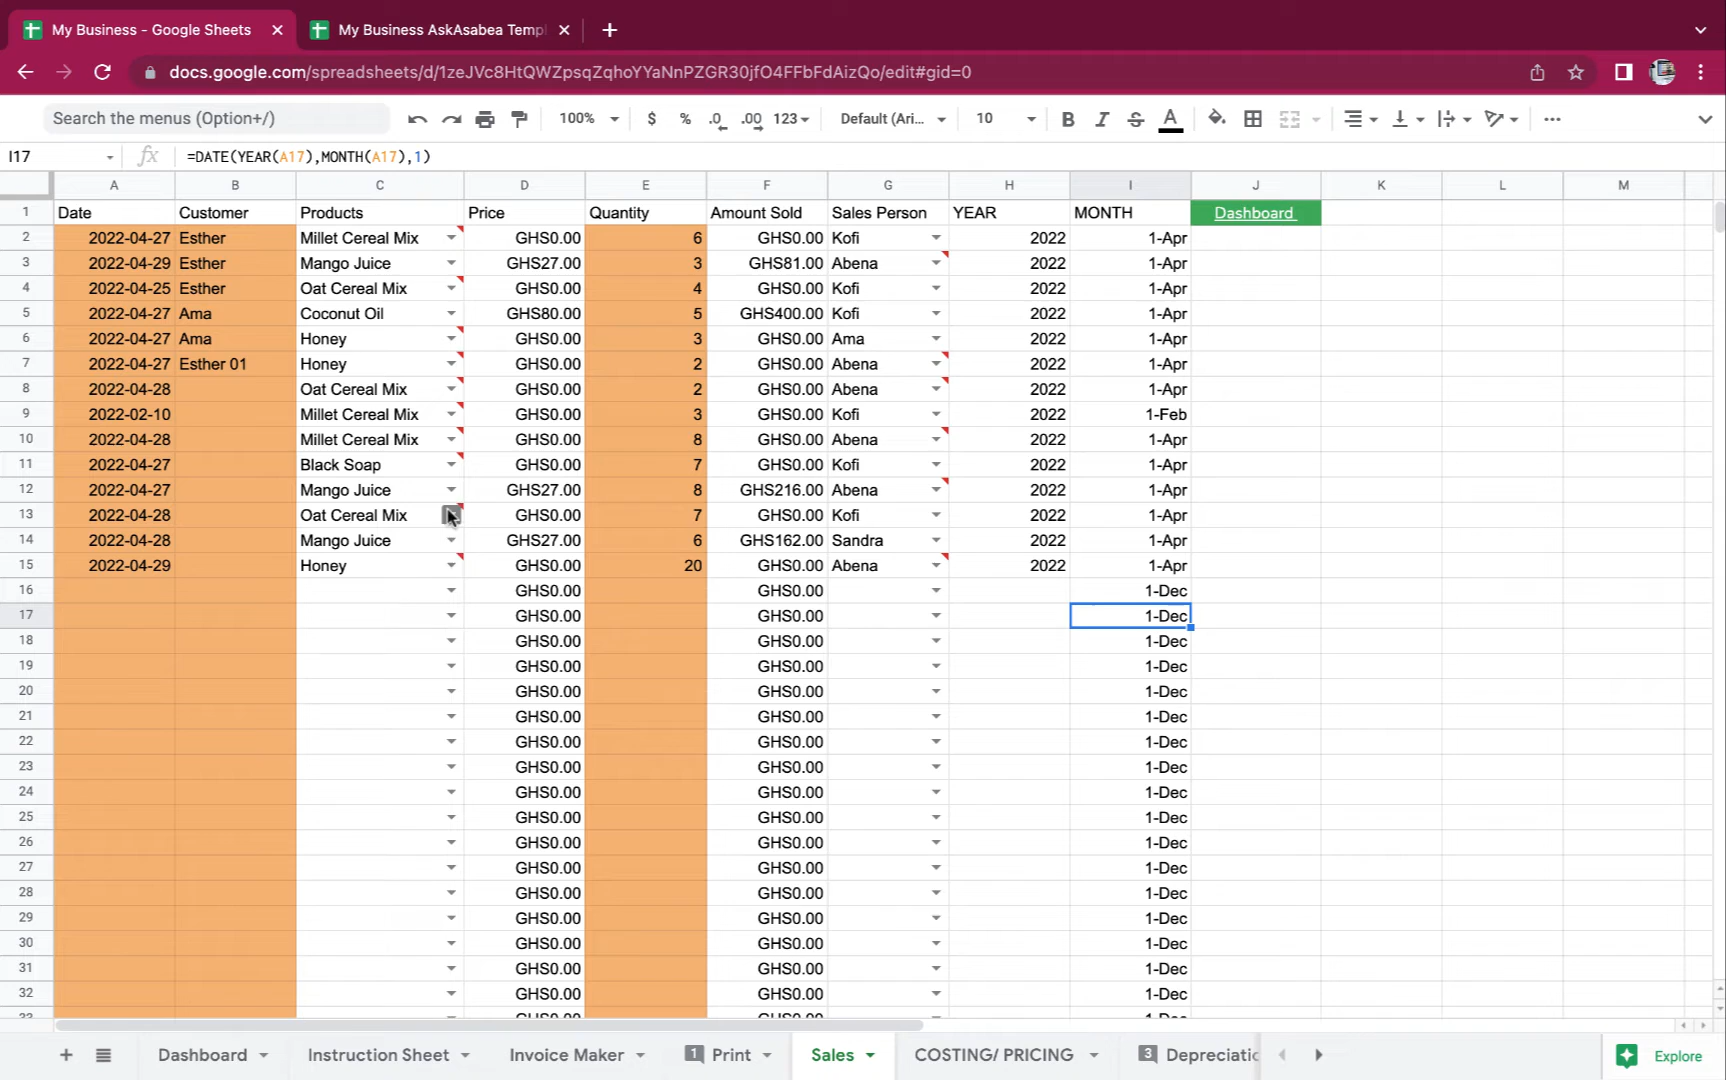 My Business - Google Sheets
My Business AskAsabea Templ
docs.google.com/spreadsheets/d/1zeJVc8HtQWZpsqZqhoYYaNnPZGR30jfO4FFbFdAizQo/edit#gid=0
Search the menus (Option+/) 100% $ % .0 .00 123 Default (Ari... 10 B I S A
I17 fx =DATE(YEAR(A17),MONTH(A17),1)
A B C D E F G H I J K L M
1 Date Customer Products Price Quantity Amount Sold Sales Person YEAR MONTH Dashboard
2 2022-04-27 Esther Millet Cereal Mix GHS0.00 6 GHS0.00 Kofi 2022 1-Apr
3 2022-04-29 Esther Mango Juice GHS27.00 3 GHS81.00 Abena 2022 1-Apr
4 2022-04-25 Esther Oat Cereal Mix GHS0.00 4 GHS0.00 Kofi 2022 1-Apr
5 2022-04-27 Ama Coconut Oil GHS80.00 5 GHS400.00 Kofi 2022 1-Apr
6 2022-04-27 Ama Honey GHS0.00 3 GHS0.00 Ama 2022 1-Apr
7 2022-04-27 Esther 01 Honey GHS0.00 2 GHS0.00 Abena 2022 1-Apr
8 2022-04-28 Oat Cereal Mix GHS0.00 2 GHS0.00 Abena 2022 1-Apr
9 2022-02-10 Millet Cereal Mix GHS0.00 3 GHS0.00 Kofi 2022 1-Feb
10 2022-04-28 Millet Cereal Mix GHS0.00 8 GHS0.00 Abena 2022 1-Apr
11 2022-04-27 Black Soap GHS0.00 7 GHS0.00 Kofi 2022 1-Apr
12 2022-04-27 Mango Juice GHS27.00 8 GHS216.00 Abena 2022 1-Apr
13 2022-04-28 Oat Cereal Mix GHS0.00 7 GHS0.00 Kofi 2022 1-Apr
14 2022-04-28 Mango Juice GHS27.00 6 GHS162.00 Sandra 2022 1-Apr
15 2022-04-29 Honey GHS0.00 20 GHS0.00 Abena 2022 1-Apr
16 GHS0.00 GHS0.00 1-Dec
17 GHS0.00 GHS0.00 1-Dec
18 GHS0.00 GHS0.00 1-Dec
19 GHS0.00 GHS0.00 1-Dec
20 GHS0.00 GHS0.00 1-Dec
21 GHS0.00 GHS0.00 1-Dec
22 GHS0.00 GHS0.00 1-Dec
23 GHS0.00 GHS0.00 1-Dec
24 GHS0.00 GHS0.00 1-Dec
25 GHS0.00 GHS0.00 1-Dec
26 GHS0.00 GHS0.00 1-Dec
27 GHS0.00 GHS0.00 1-Dec
28 GHS0.00 GHS0.00 1-Dec
29 GHS0.00 GHS0.00 1-Dec
30 GHS0.00 GHS0.00 1-Dec
31 GHS0.00 GHS0.00 1-Dec
32 GHS0.00 GHS0.00 1-Dec
33 GHS0.00 GHS0.00 1-Dec
Dashboard Instruction Sheet Invoice Maker 1 Print Sales COSTING/ PRICING 3 Depreciatic Explore